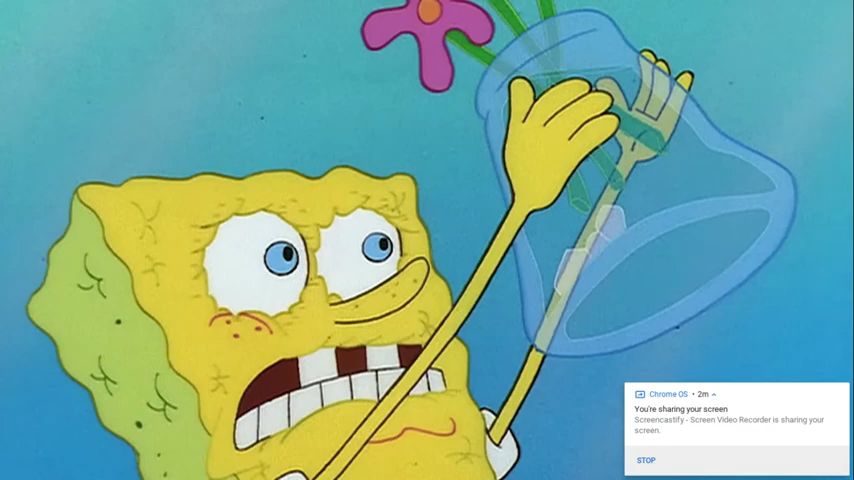 Chrome OS • 2m
You're sharing your screen
Screencastify - Screen Video Recorder is sharing your
screen.
STOP